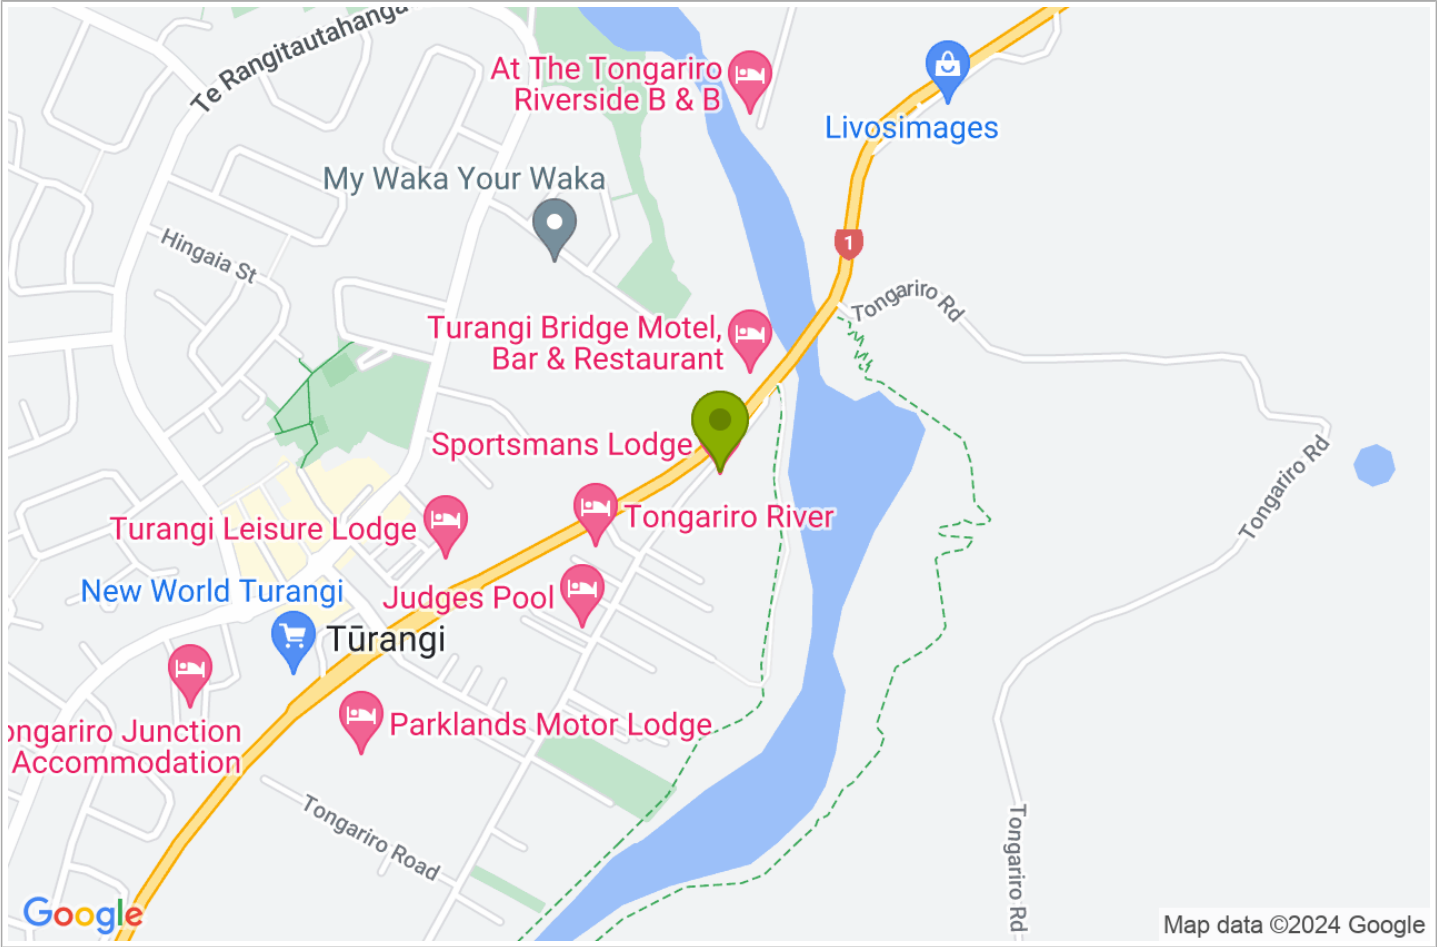 Te Rangitautahanga
At The Tongariro
Riverside B & B
Livosimages
My Waka Your Waka
Hingaia St
1
Tongariro Rd
Turangi Bridge Motel,
Bar & Restaurant
Sportsmans Lodge
Tongariro Rd
Turangi Leisure Lodge
Tongariro River
New World Turangi
Judges Pool
Tūrangi
ongariro Junction
Accommodation
Parklands Motor Lodge
Tongariro Road
Tongariro Rd
Google
Map data ©2024 Google